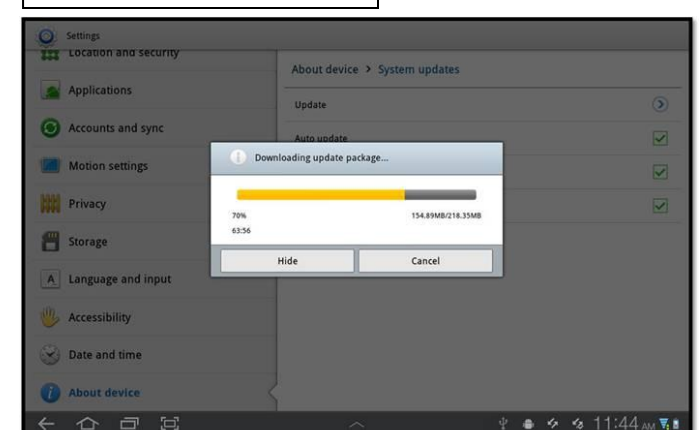 Settings
Location and security
Applications
Accounts and sync
Motion settings
Privacy
Storage
A Language and input
Accessibility
Date and time
About device
About device > System updates
Update
Auto update
Downloading update package...
70% 154.89MB/218.35MB
63:56
Hide Cancel
11:44 AM